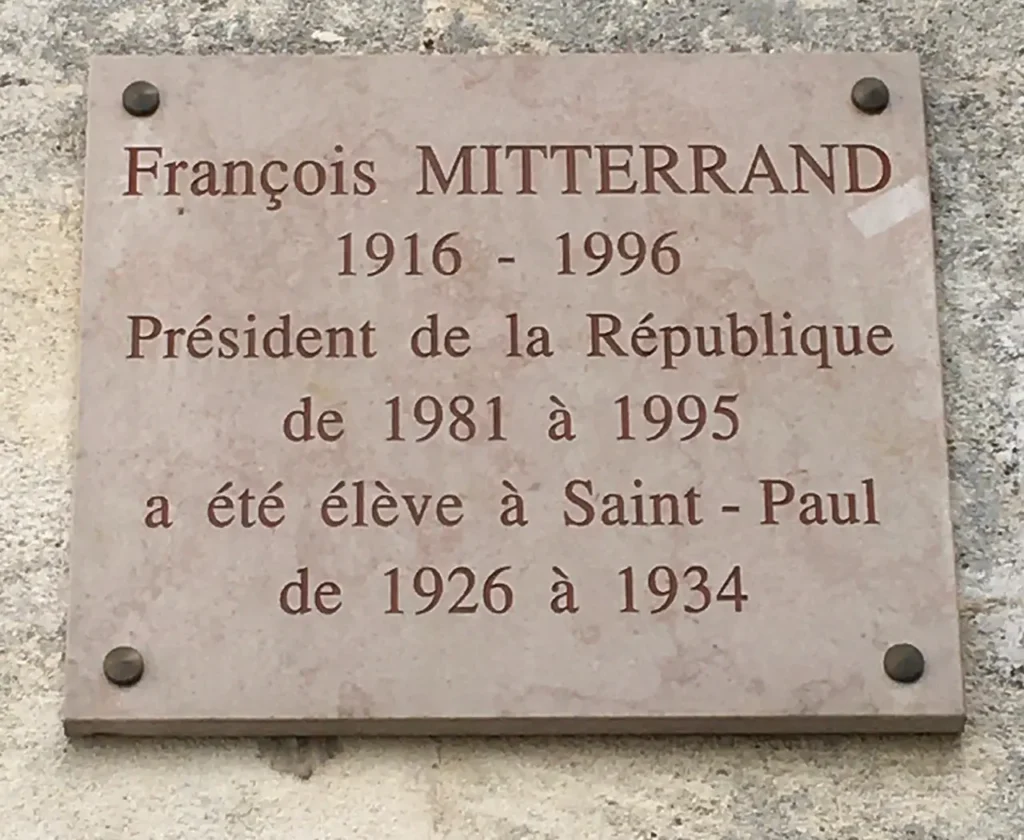 François MITTERRAND
1916 - 1996
Président de la République
de 1981 à 1995
a été élève à Saint - Paul
de 1926 à 1934